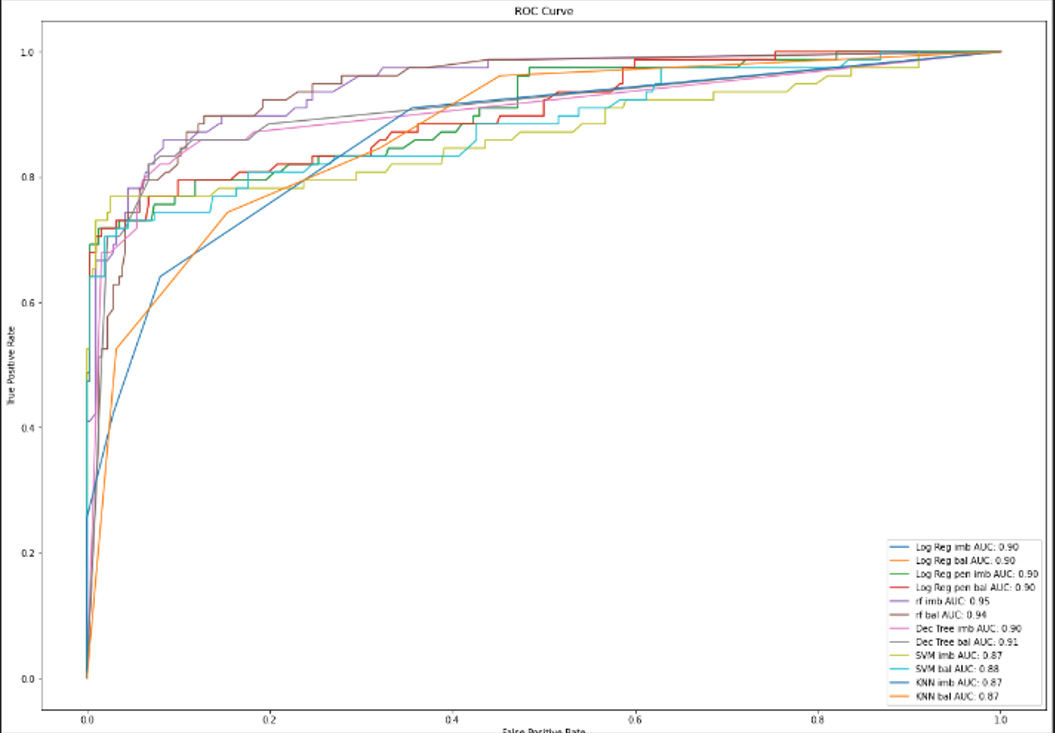 ROC Curve
1.0
0.8
0.6
0.4
0.2
0.0
True Positive Rate
0.0 0.2 0.4 0.6 0.8 1.0
False Positive Rate
Log Reg imb AUC: 0.90
Log Reg bal AUC: 0.90
Log Reg pen imb AUC: 0.90
Log Reg pen bal AUC: 0.90
rf imb AUC: 0.95
rf bal AUC: 0.94
Dec Tree imb AUC: 0.90
Dec Tree bal AUC: 0.91
SVM imb AUC: 0.87
SVM bal AUC: 0.88
KNN imb AUC: 0.87
KNN bal AUC: 0.87